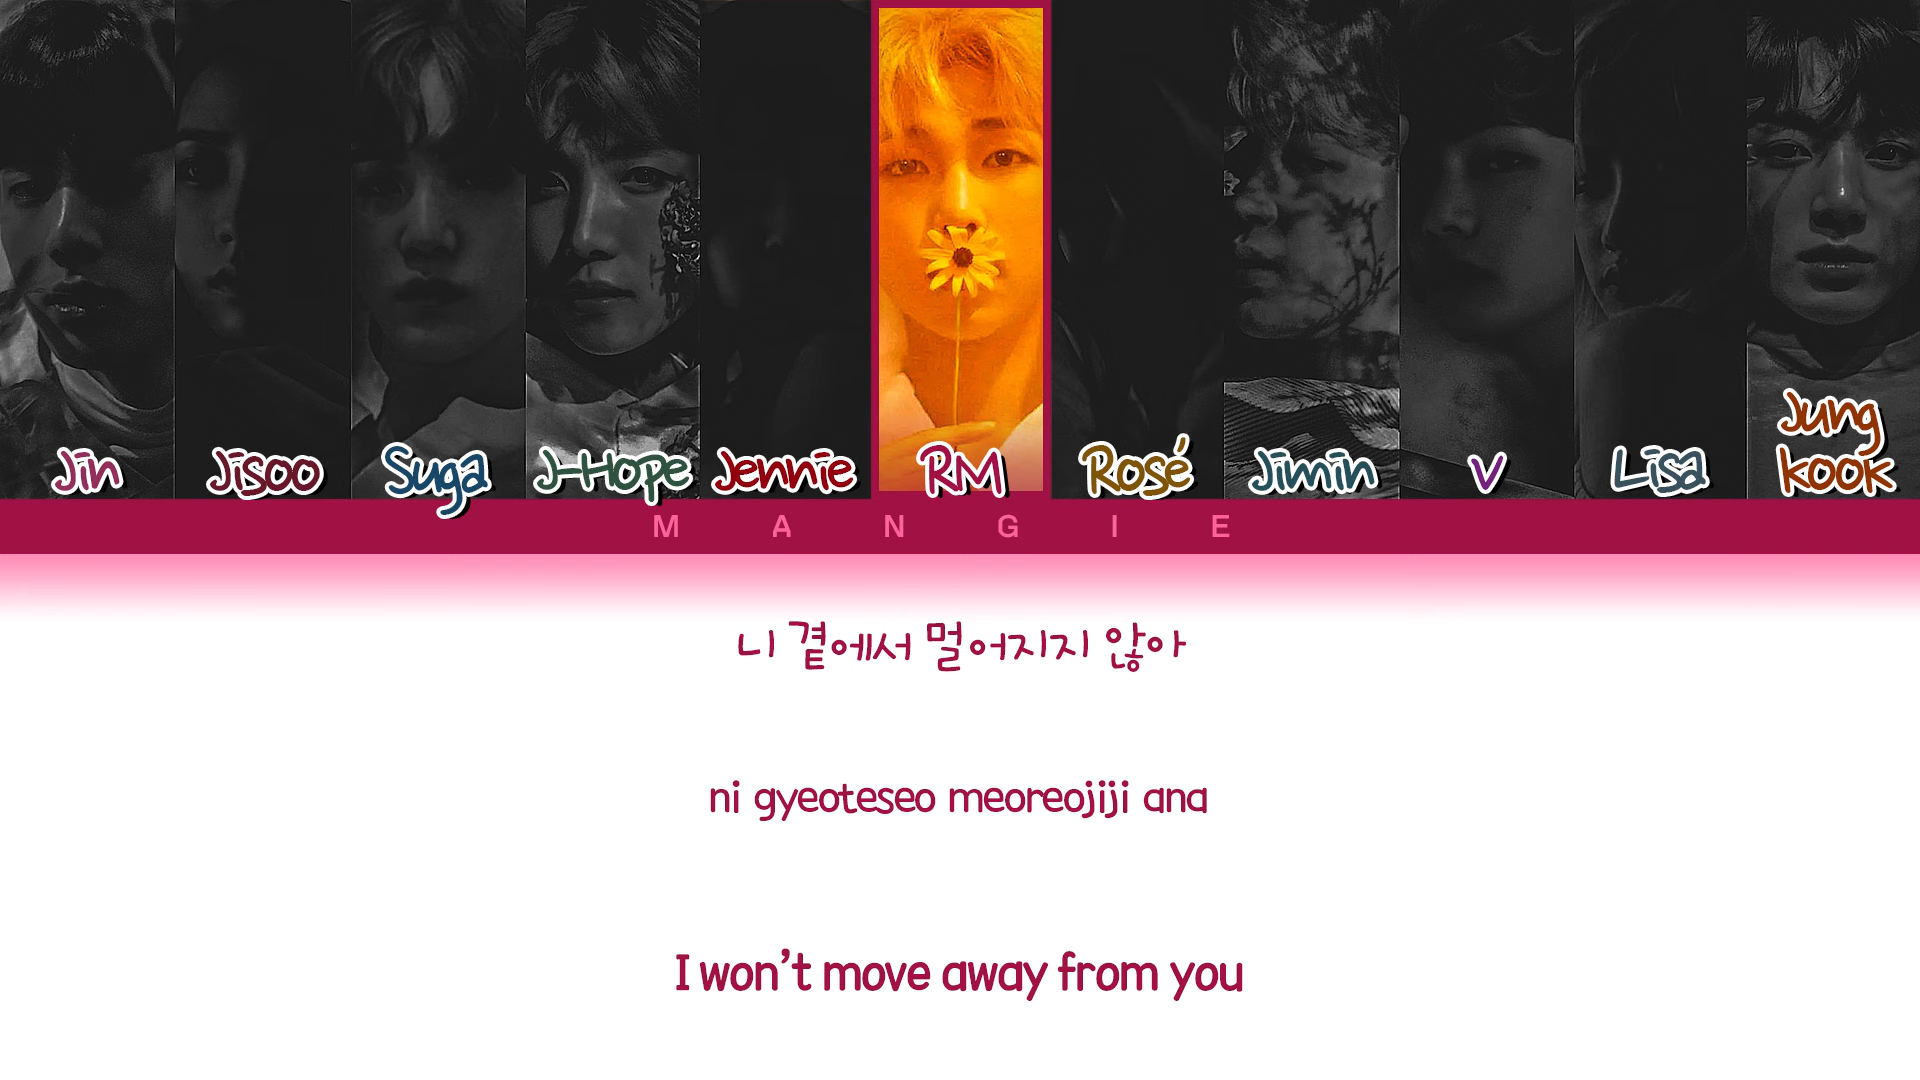 Jin
Jisoo
Suga
J-Hope
Jennie
RM
Rosé
Jimin
V
Lisa
Jung
kook
MANGIE
니 곁에서 멀어지지 않아
ni gyeoteseo meoreojiji ana
I won't move away from you